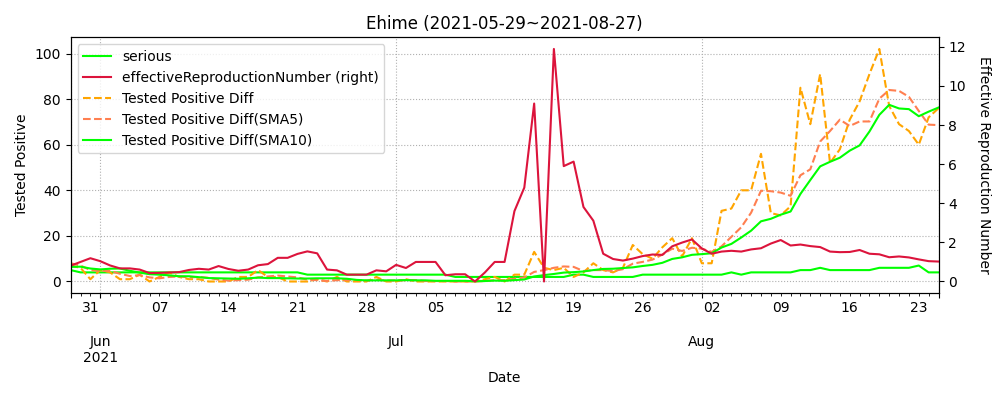 Ehime (2021-05-29~2021-08-27)
serious
effectiveReproductionNumber (right)
Tested Positive Diff
Tested Positive Diff(SMA5)
Tested Positive Diff(SMA10)
Tested Positive
100
80
60
40
20
0
12
10
8
6
4
2
0
Effective Reproduction Number
31 07 14 21 28 05 12 19 26 02 09 16 23
Jun Jul Aug
2021
Date